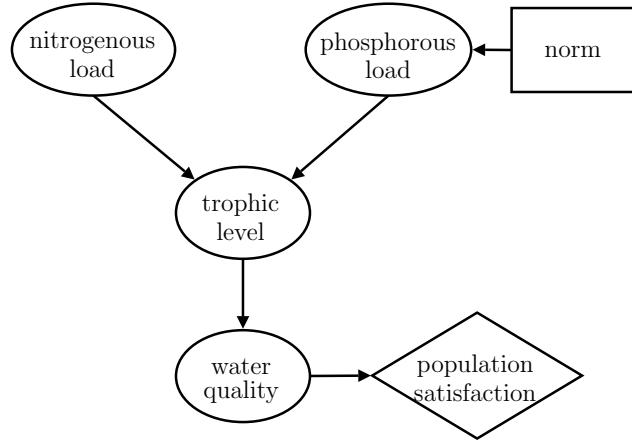 nitrogenous
load
phosphorous
load
norm
trophic
level
water
quality
population
satisfaction